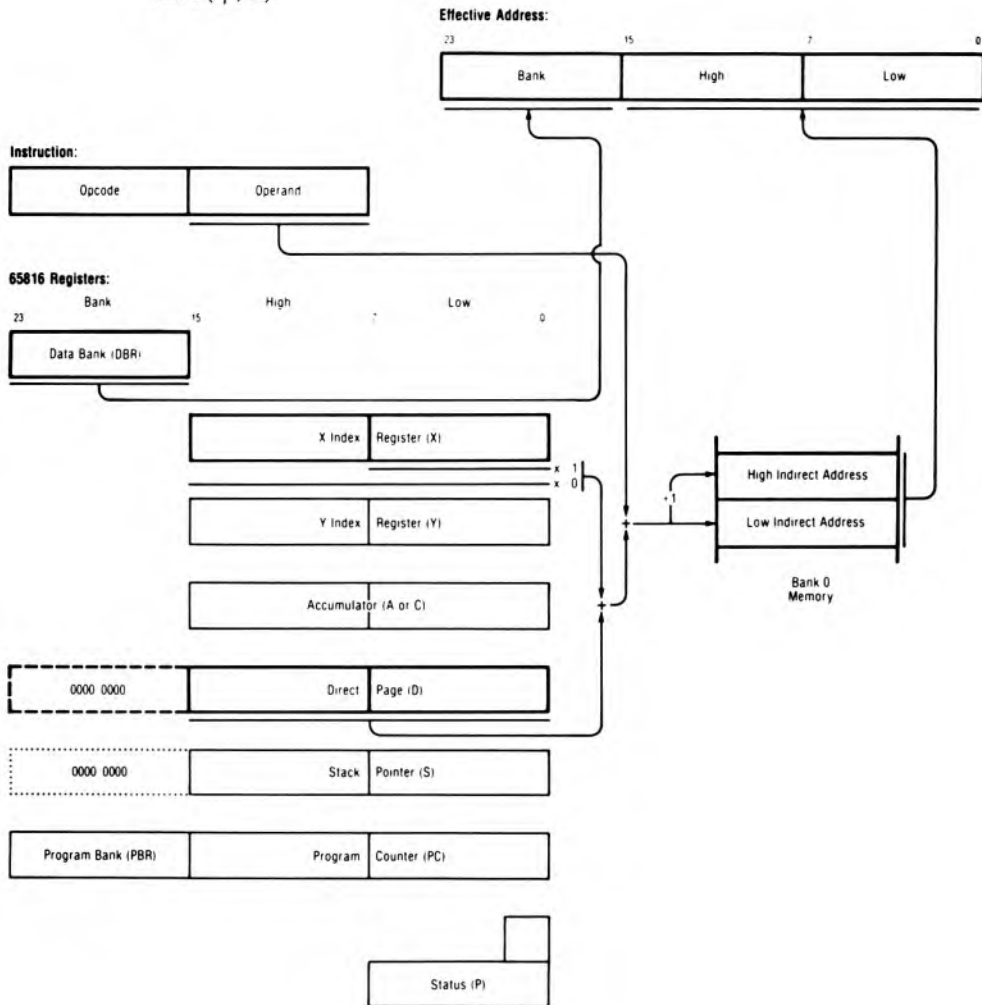 Effective Address:
23 15 7 0
Bank High Low
Instruction:
Opcode Operand
65816 Registers:
Bank High Low
23 15 7 0
Data Bank (DBR)
X Index Register (X)
x 1
x 0
Y Index Register (Y)
+1
High Indirect Address
+ Low Indirect Address
Bank 0
Memory
Accumulator (A or C)
+
0000 0000 Direct Page (D)
0000 0000 Stack Pointer (S)
Program Bank (PBR) Program Counter (PC)
Status (P)